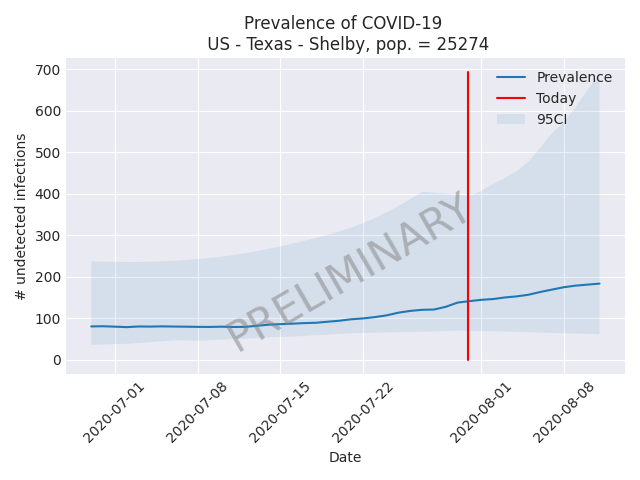 Prevalence of COVID-19
US - Texas - Shelby, pop. = 25274
700
600
500
400
300
200
100
0
# undetected infections
Prevalence
Today
95CI
PRELIMINARY
2020-07-01
2020-07-08
2020-07-15
2020-07-22
2020-08-01
2020-08-08
Date